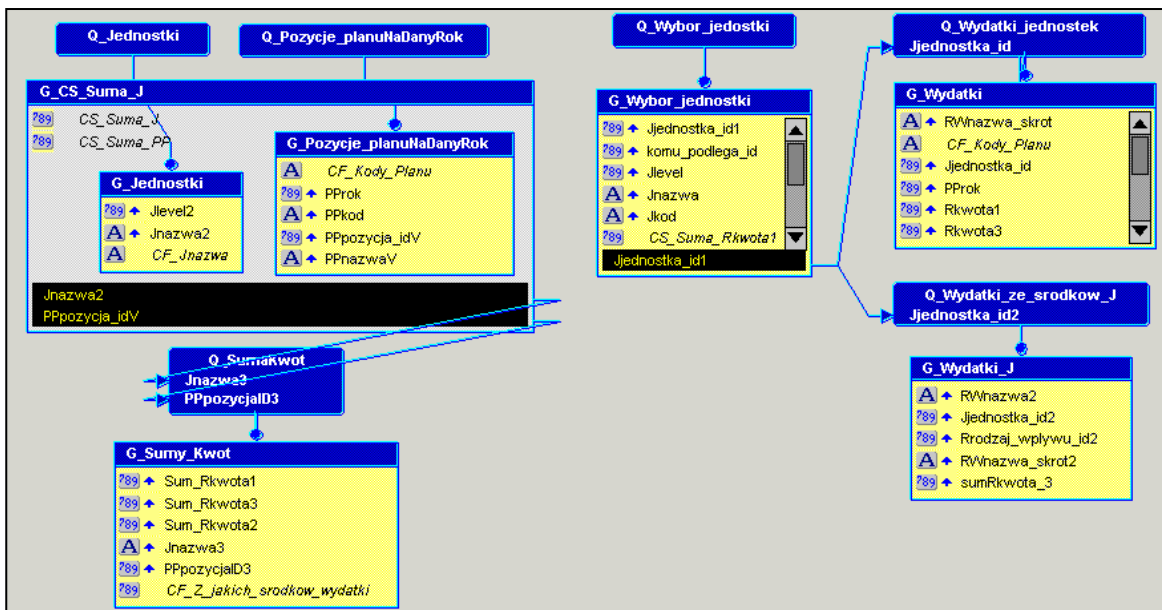 Q_Jednostki
Q_Pozycje_planuNaDanyRok
G_CS_Suma_J
CS_Suma_J
CS_Suma_PP
G_Jednostki
Jlevel2
Jnazwa2
CF_Jnazwa
G_Pozycje_planuNaDanyRok
CF_Kody_Planu
PProk
PPkod
PPpozycja_idV
PPnazwaV
Jnazwa2
PPpozycja_idV
Q_SumaKwot
Jnazwa3
PPpozycjaID3
G_Sumy_Kwot
Sum_Rkwota1
Sum_Rkwota3
Sum_Rkwota2
Jnazwa3
PPpozycjaID3
CF_Z_jakich_srodkow_wydatki
Q_Wybor_jedostki
G_Wybor_jednostki
Jjednostka_id1
komu_podlega_id
Jlevel
Jnazwa
Jkod
CS_Suma_Rkwota1
Jjednostka_id1
Q_Wydatki_jednostek
Jjednostka_id
G_Wydatki
RWnazwa_skrot
CF_Kody_Planu
Jjednostka_id
PProk
Rkwota1
Rkwota3
Q_Wydatki_ze_srodkow_J
Jjednostka_id2
G_Wydatki_J
RWnazwa2
Jjednostka_id2
Rrodzaj_wplywu_id2
RWnazwa_skrot2
sumRkwota_3